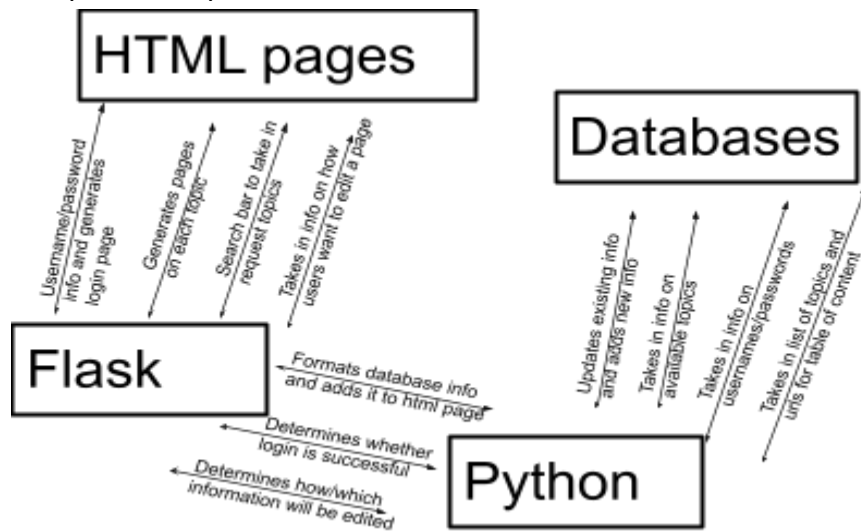 HTML pages
Databases
Username/password
info and generates
login page
Generates pages
on each topic
Search bar to take in
request topics
Takes in info on how
users want to edit a page
Updates existing info
and adds new info
Takes in info on
available topics
Takes in info on
usernames/passwords
Takes in list of topics and
urls for table of content
Flask
Formats database info
and adds it to html page
Determines whether
login is successful
Determines how/which
information will be edited
Python